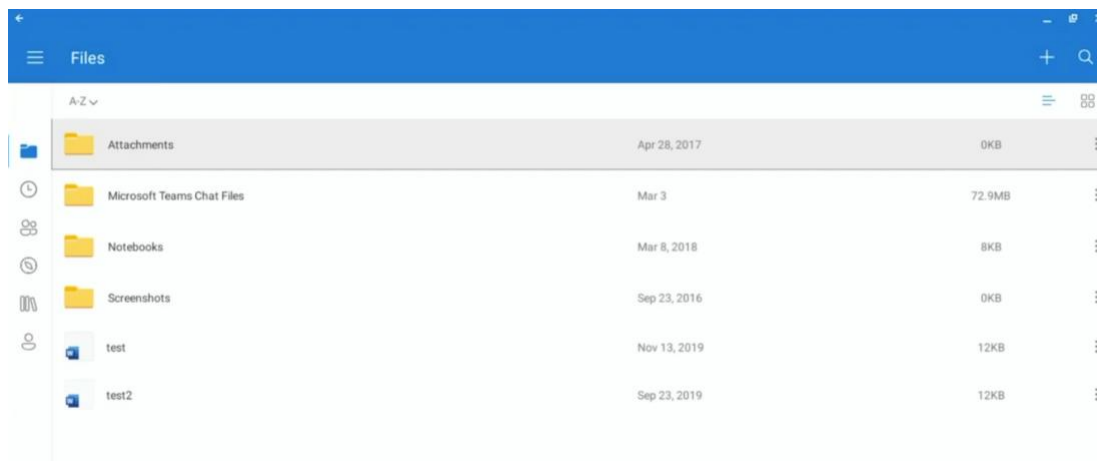 Files
A-Z
Attachments Apr 28, 2017 0KB
Microsoft Teams Chat Files Mar 3 72.9MB
Notebooks Mar 8, 2018 8KB
Screenshots Sep 23, 2016 0KB
test Nov 13, 2019 12KB
test2 Sep 23, 2019 12KB